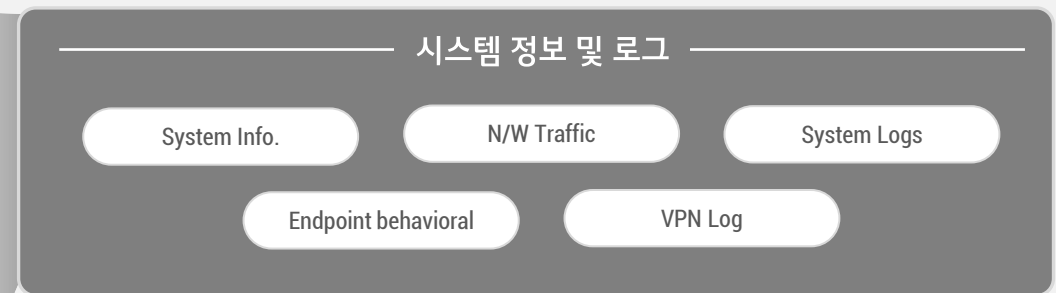 시스템 정보 및 로그
System Info.
N/W Traffic
System Logs
Endpoint behavioral
VPN Log